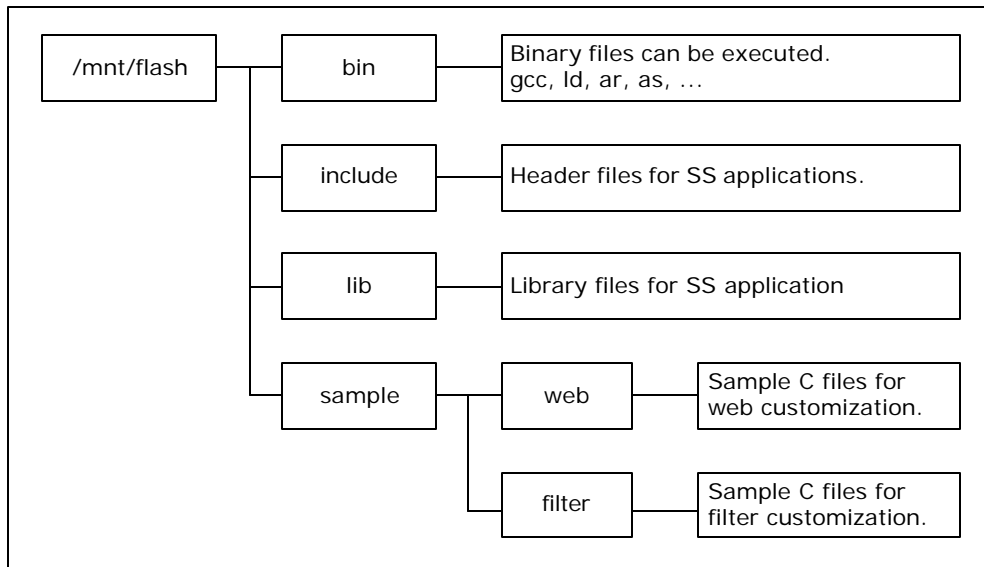 /mnt/flash
bin
Binary files can be executed.
gcc, ld, ar, as, ...
include
Header files for SS applications.
lib
Library files for SS application
sample
web
Sample C files for
web customization.
filter
Sample C files for
filter customization.